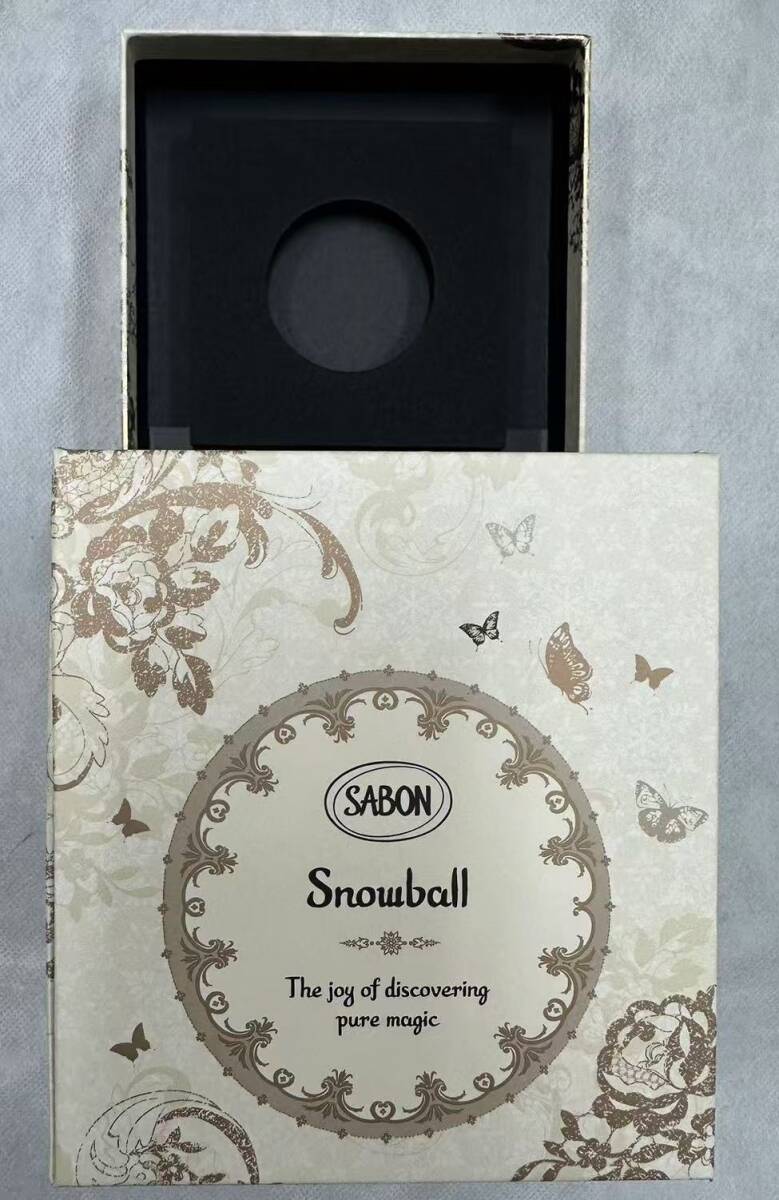 SABON
Snowball
The joy of discovering
pure magic